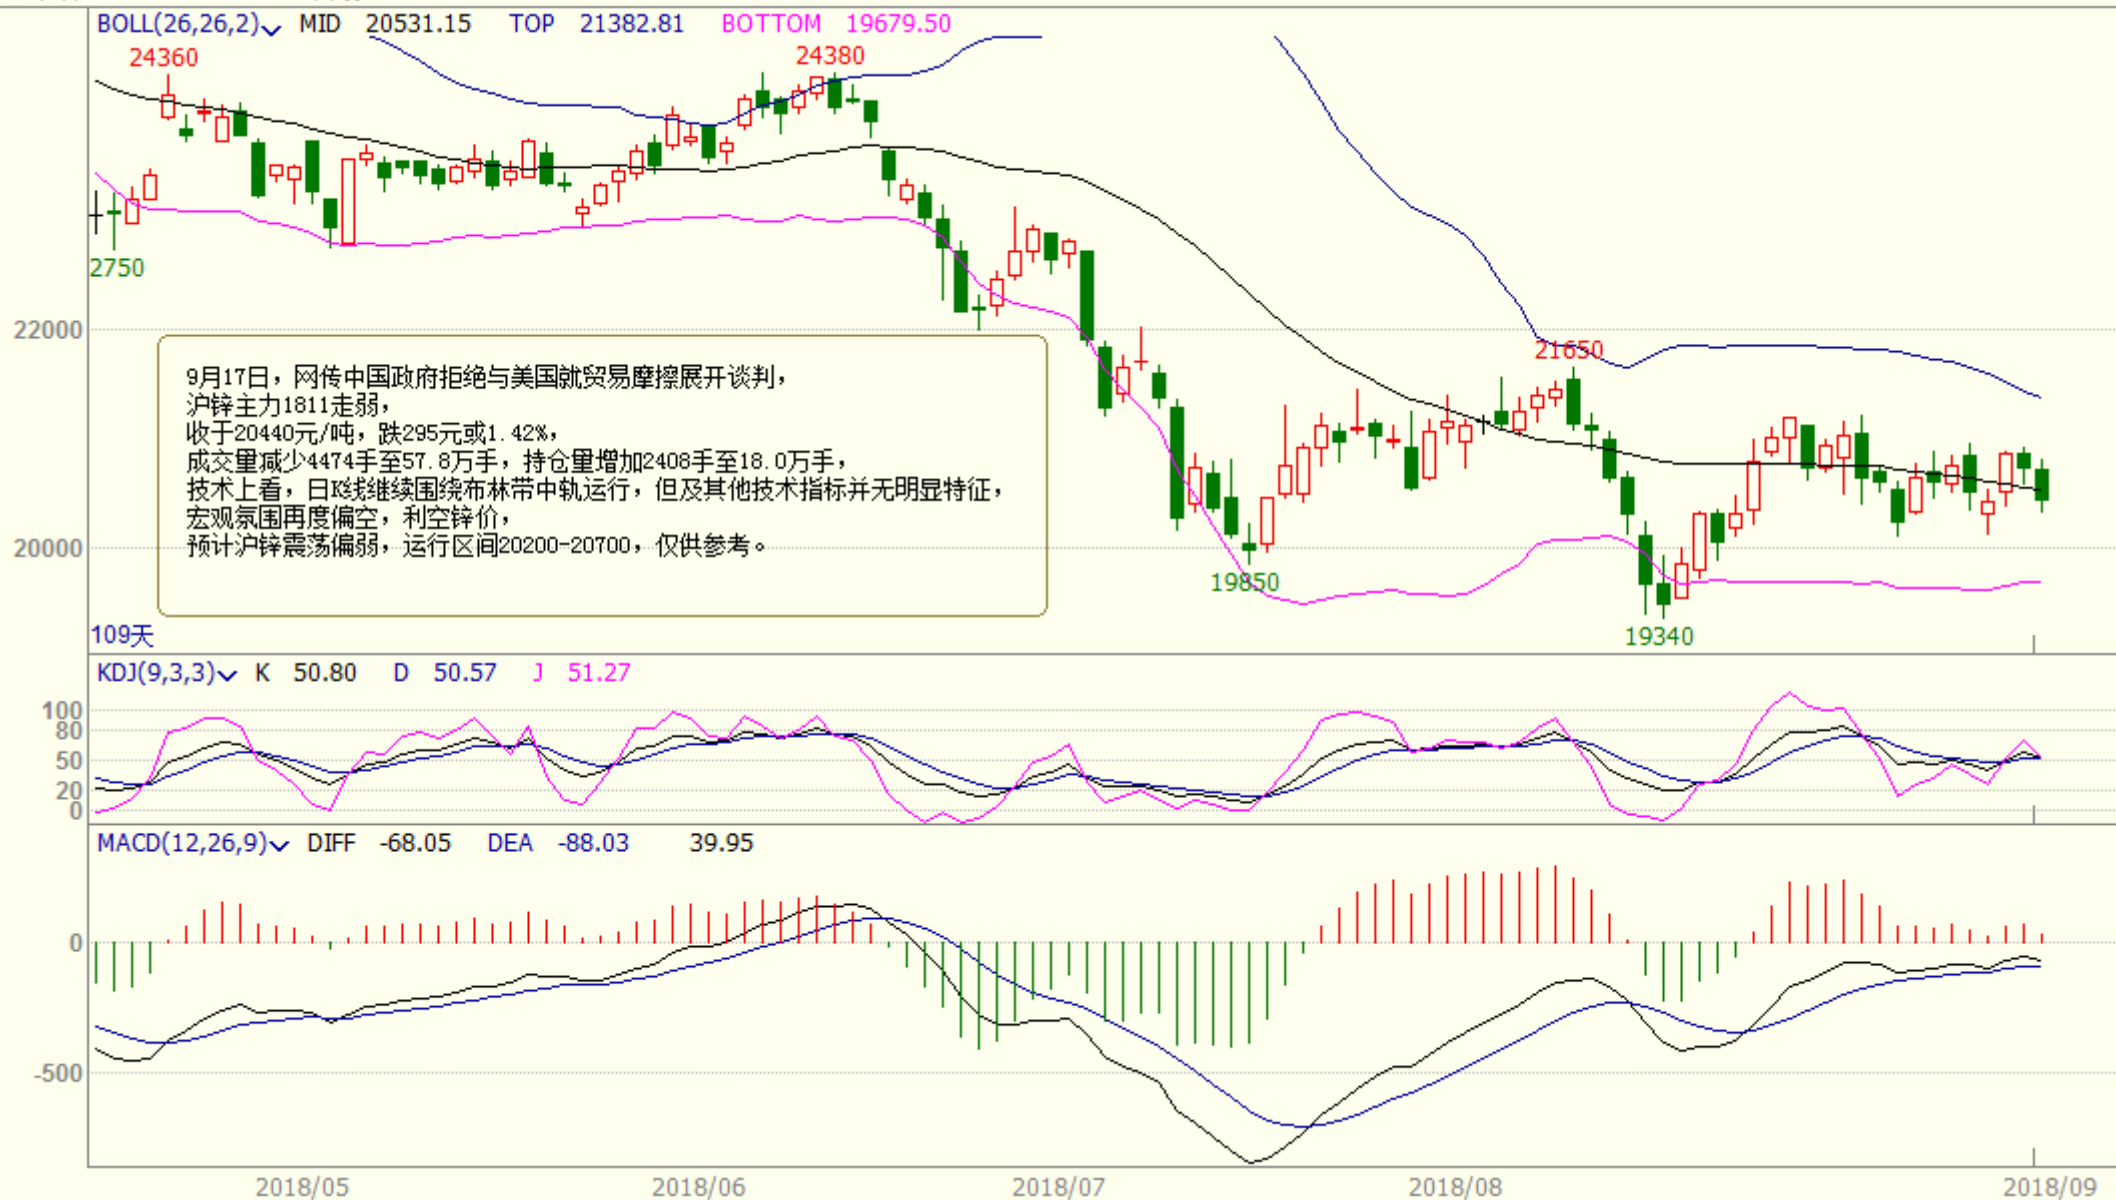 BOLL(26,26,2) MID 20531.15 TOP 21382.81 BOTTOM 19679.50
24360
24380
2750
22000
21650
9月17日，网传中国政府拒绝与美国就贸易摩擦展开谈判，
沪锌主力1811走弱，
收于20440元/吨，跌295元或1.42%，
成交量减少4474手至57.8万手，持仓量增加2408手至18.0万手，
技术上看，日K线继续围绕布林带中轨运行，但及其他技术指标并无明显特征，
宏观氛围再度偏空，利空锌价，
预计沪锌震荡偏弱，运行区间20200-20700，仅供参考。
20000
19850
19340
109天
KDJ(9,3,3) K 50.80 D 50.57 J 51.27
100
80
50
20
0
MACD(12,26,9) DIFF -68.05 DEA -88.03 39.95
0
-500
2018/05 2018/06 2018/07 2018/08 2018/09